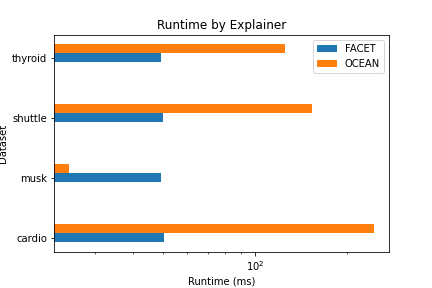 Runtime by Explainer
FACET
OCEAN
thyroid
shuttle
musk
cardio
Dataset
10²
Runtime (ms)